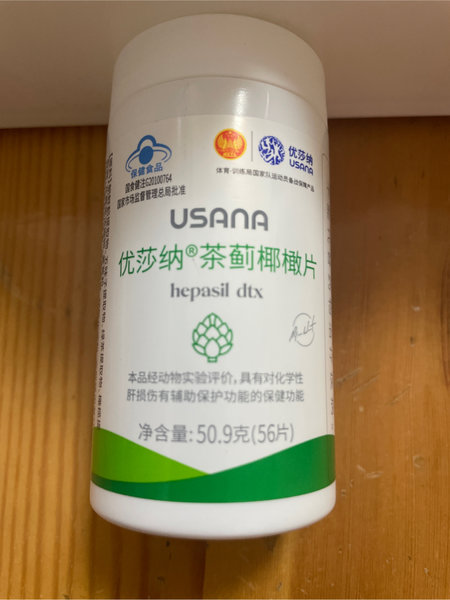 保健食品
国食健注G20100764
国家市场监督管理总局批准
优莎纳
USANA
体育·训练局国家队运动员备战保障产品
USANA
优莎纳®茶蓟椰橄片
hepasil dtx
本品经动物实验评价,具有对化学性
肝损伤有辅助保护功能的保健功能
净含量:50.9克(56片)